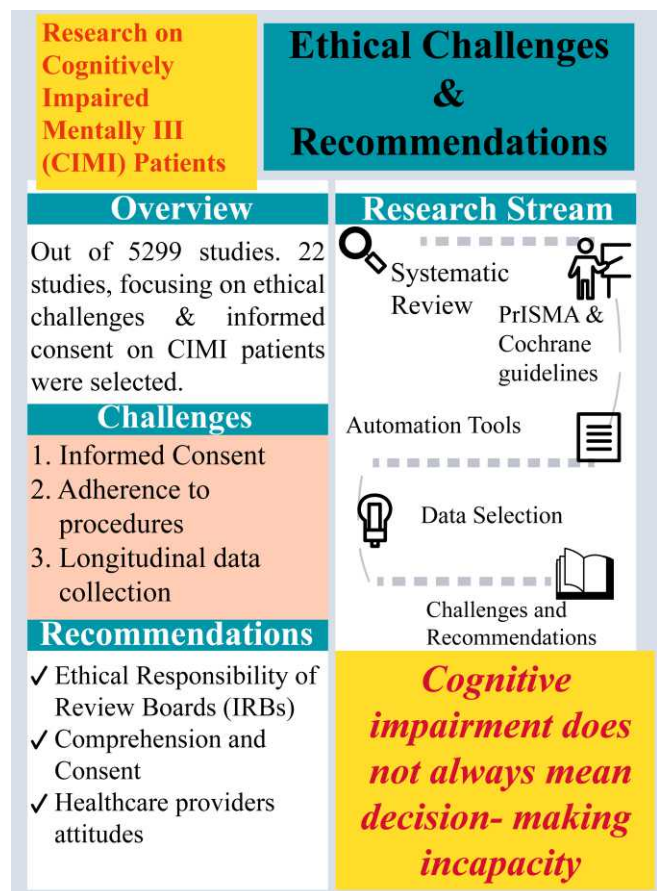 Research on
Cognitively
Impaired
Mentally III
(CIMI) Patients
Ethical Challenges
&
Recommendations
Overview
Out of 5299 studies. 22
studies, focusing on ethical
challenges & informed
consent on CIMI patients
were selected.
Challenges
1. Informed Consent
2. Adherence to
procedures
3. Longitudinal data
collection
Recommendations
✓ Ethical Responsibility of
Review Boards (IRBs)
✓ Comprehension and
Consent
✓ Healthcare providers
attitudes
Research Stream
Systematic
Review
PrISMA &
Cochrane
guidelines
Automation Tools
Data Selection
Challenges and
Recommendations
Cognitive
impairment does
not always mean
decision- making
incapacity